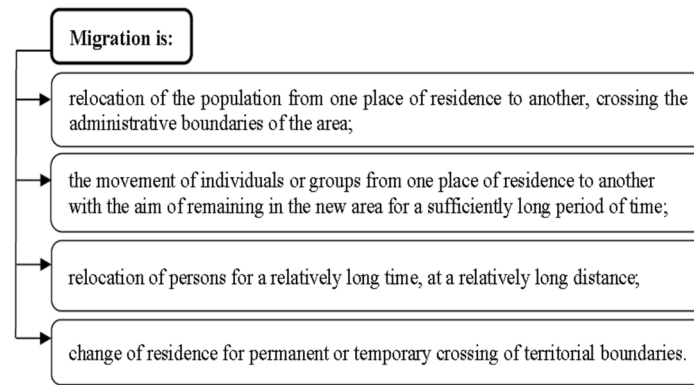 Migration is:
relocation of the population from one place of residence to another, crossing the
administrative boundaries of the area;
the movement of individuals or groups from one place of residence to another
with the aim of remaining in the new area for a sufficiently long period of time;
relocation of persons for a relatively long time, at a relatively long distance;
change of residence for permanent or temporary crossing of territorial boundaries.